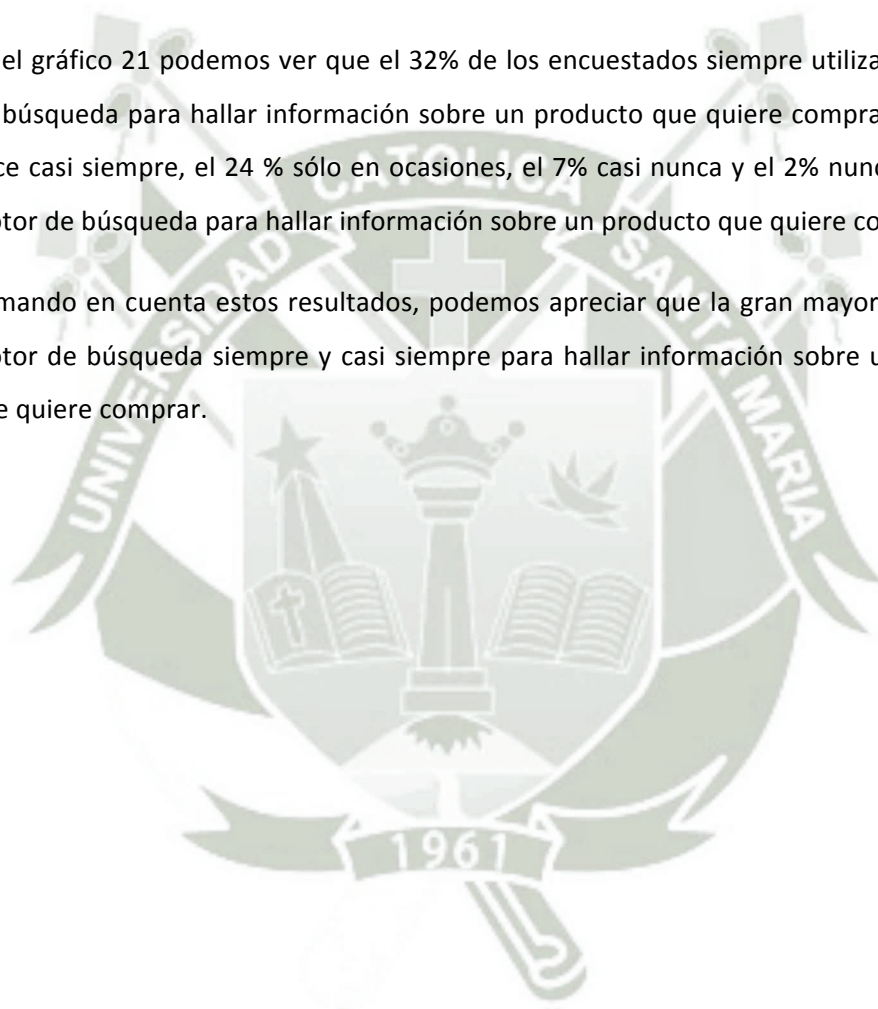 el gráfico 21 podemos ver que el 32% de los encuestados siempre utiliza
búsqueda para hallar información sobre un producto que quiere compra
ce casi siempre, el 24 % sólo en ocasiones, el 7% casi nunca y el 2% nunc
otor de búsqueda para hallar información sobre un producto que quiere co
mando en cuenta estos resultados, podemos apreciar que la gran mayor
otor de búsqueda siempre y casi siempre para hallar información sobre u
e quiere comprar.
UNIVERSIDAD CATOLICA SANTA MARIA
1961